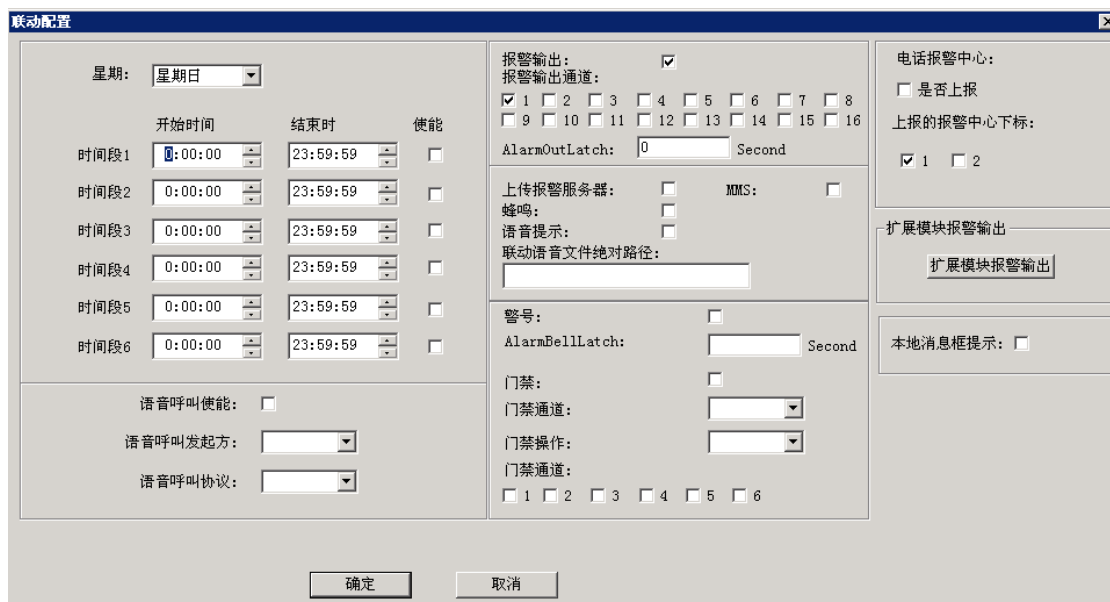 联动配置
星期: 星期日
开始时间 结束时 使能
时间段1 0:00:00 23:59:59
时间段2 0:00:00 23:59:59
时间段3 0:00:00 23:59:59
时间段4 0:00:00 23:59:59
时间段5 0:00:00 23:59:59
时间段6 0:00:00 23:59:59
语音呼叫使能:
语音呼叫发起方:
语音呼叫协议:
报警输出:
报警输出通道:
1 2 3 4 5 6 7 8
9 10 11 12 13 14 15 16
AlarmOutLatch: 0 Second
上传报警服务器: MMS:
蜂鸣:
语音提示:
联动语音文件绝对路径:
警号:
AlarmBellLatch: Second
门禁:
门禁通道:
门禁操作:
门禁通道:
1 2 3 4 5 6
电话报警中心:
是否上报
上报的报警中心下标:
1 2
扩展模块报警输出
扩展模块报警输出
本地消息框提示:
确定 取消